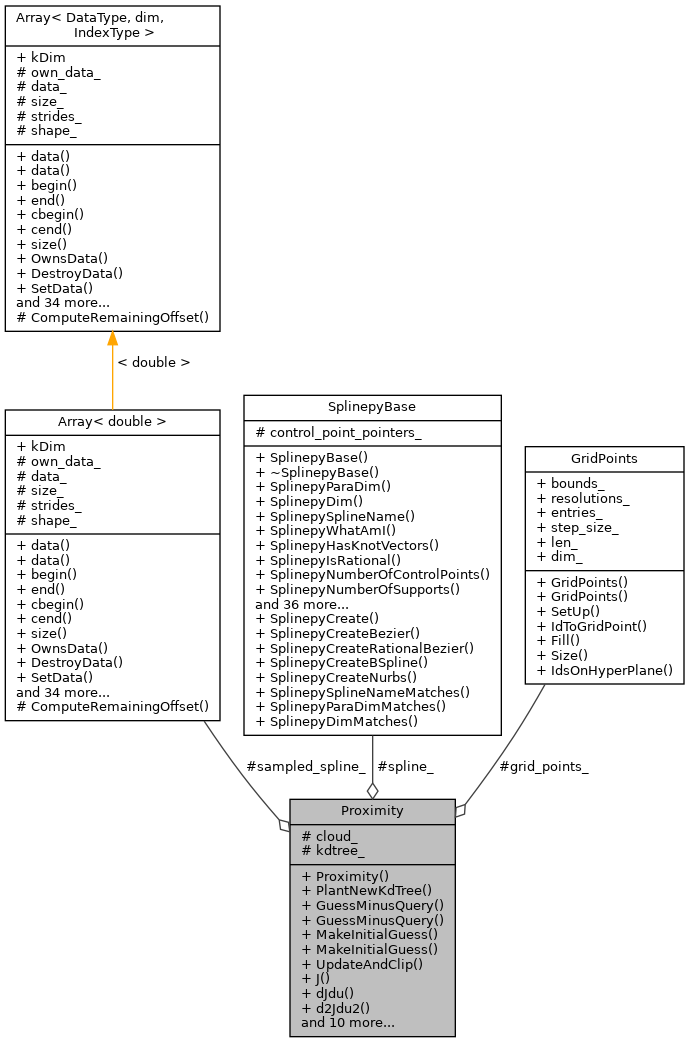 Array< DataType, dim,
IndexType >
+ kDim
# own_data_
# data_
# size_
# strides_
# shape_
+ data()
+ data()
+ begin()
+ end()
+ cbegin()
+ cend()
+ size()
+ OwnsData()
+ DestroyData()
+ SetData()
and 34 more...
# ComputeRemainingOffset()
< double >
Array< double >
+ kDim
# own_data_
# data_
# size_
# strides_
# shape_
+ data()
+ data()
+ begin()
+ end()
+ cbegin()
+ cend()
+ size()
+ OwnsData()
+ DestroyData()
+ SetData()
and 34 more...
# ComputeRemainingOffset()
SplinepyBase
# control_point_pointers_
+ SplinepyBase()
+ ~SplinepyBase()
+ SplinepyParaDim()
+ SplinepyDim()
+ SplinepySplineName()
+ SplinepyWhatAmI()
+ SplinepyHasKnotVectors()
+ SplinepyIsRational()
+ SplinepyNumberOfControlPoints()
+ SplinepyNumberOfSupports()
and 36 more...
+ SplinepyCreate()
+ SplinepyCreateBezier()
+ SplinepyCreateRationalBezier()
+ SplinepyCreateBSpline()
+ SplinepyCreateNurbs()
+ SplinepySplineNameMatches()
+ SplinepyParaDimMatches()
+ SplinepyDimMatches()
GridPoints
+ bounds_
+ resolutions_
+ entries_
+ step_size_
+ len_
+ dim_
+ GridPoints()
+ GridPoints()
+ SetUp()
+ IdToGridPoint()
+ Fill()
+ Size()
+ IdsOnHyperPlane()
#sampled_spline_
#spline_
#grid_points_
Proximity
# cloud_
# kdtree_
+ Proximity()
+ PlantNewKdTree()
+ GuessMinusQuery()
+ GuessMinusQuery()
+ MakeInitialGuess()
+ MakeInitialGuess()
+ UpdateAndClip()
+ J()
+ dJdu()
+ d2Jdu2()
and 10 more...